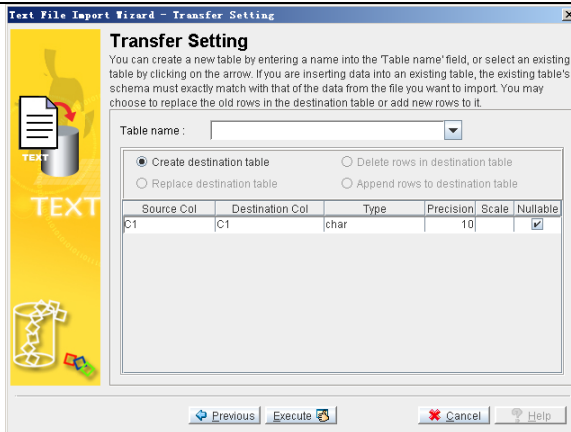 Text File Import Wizard - Transfer Setting
Transfer Setting
You can create a new table by entering a name into the 'Table name' field, or select an existing
table by clicking on the arrow. If you are inserting data into an existing table, the existing table's
schema must exactly match with that of the data from the file you want to import. You may
choose to replace the old rows in the destination table or add new rows to it.
Table name :
Create destination table Delete rows in destination table
Replace destination table Append rows to destination table
Source Col Destination Col Type Precision Scale Nullable
C1 C1 char 10
TEXT
TEXT
Previous Execute Cancel Help